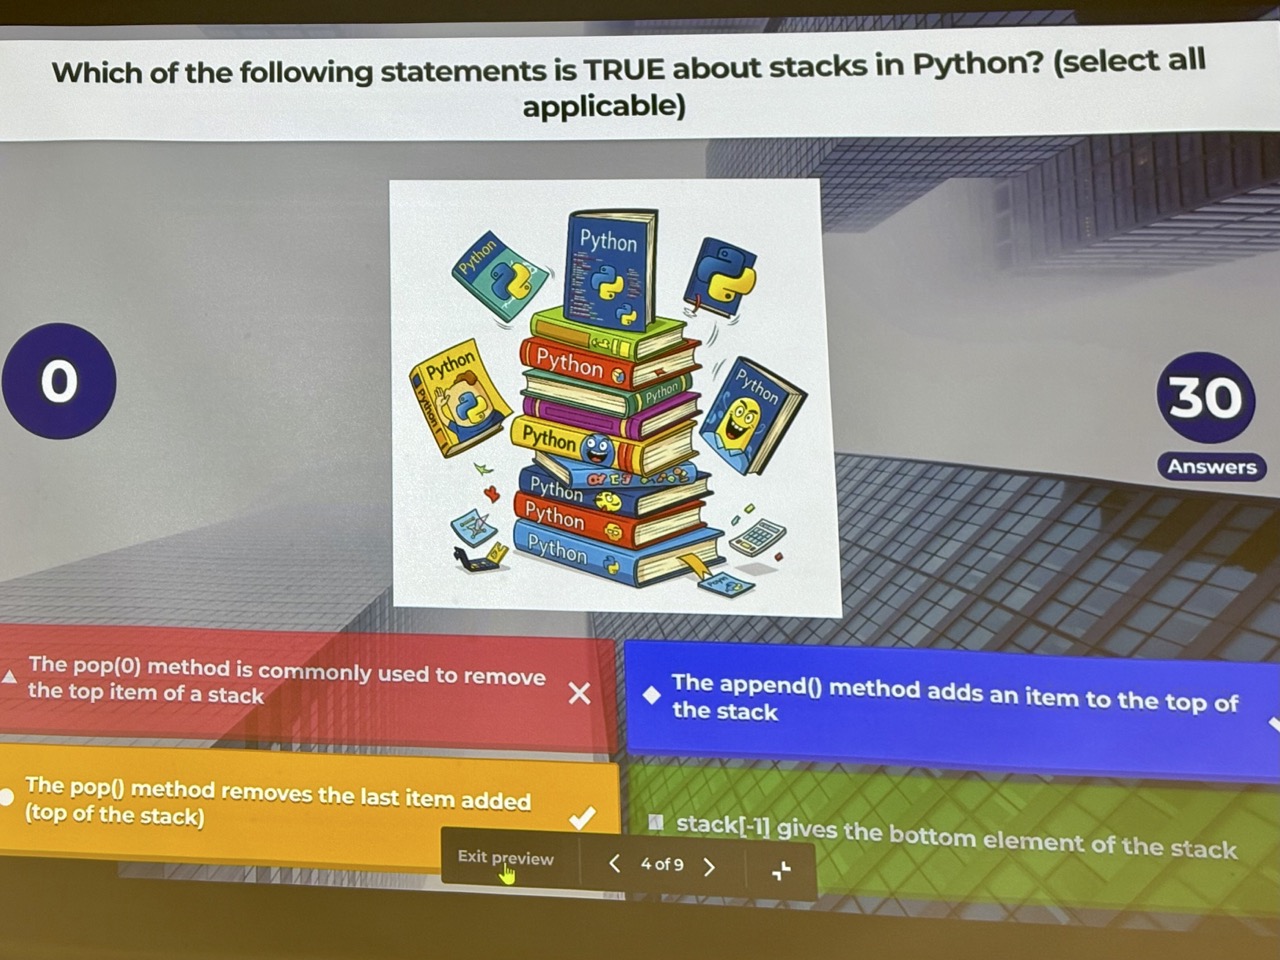 Which of the following statements is TRUE about stacks in Python? (select all
applicable)
Python
Python
Python
Python
Python
Python
Python
Python
Python
Python
Python
0
30
Answers
The pop(0) method is commonly used to remove
the top item of a stack
The append() method adds an item to the top of
the stack
The pop() method removes the last item added
(top of the stack)
stack[-1] gives the bottom element of the stack
Exit preview
4 of 9